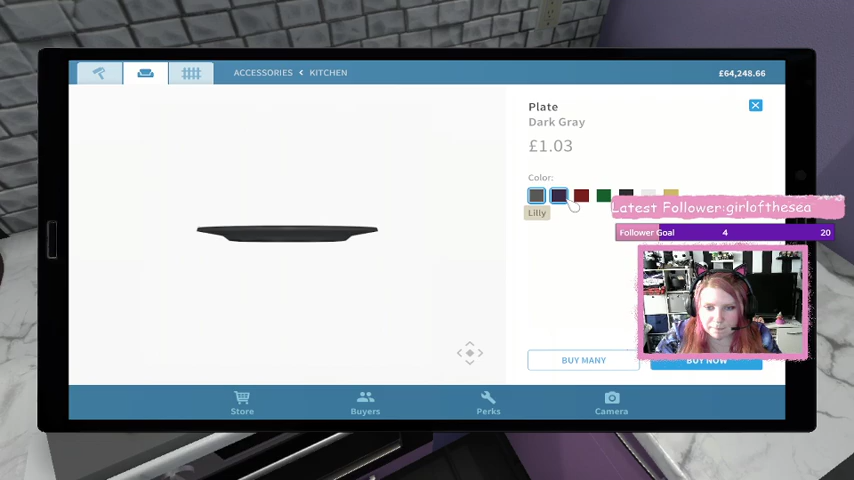 ACCESSORIES < KITCHEN
£64,248.66
Plate
Dark Gray
£1.03
Color:
Lilly
Latest Follower:girlofthesea
Follower Goal 4 20
BUY MANY
BUY NOW
Store
Buyers
Perks
Camera